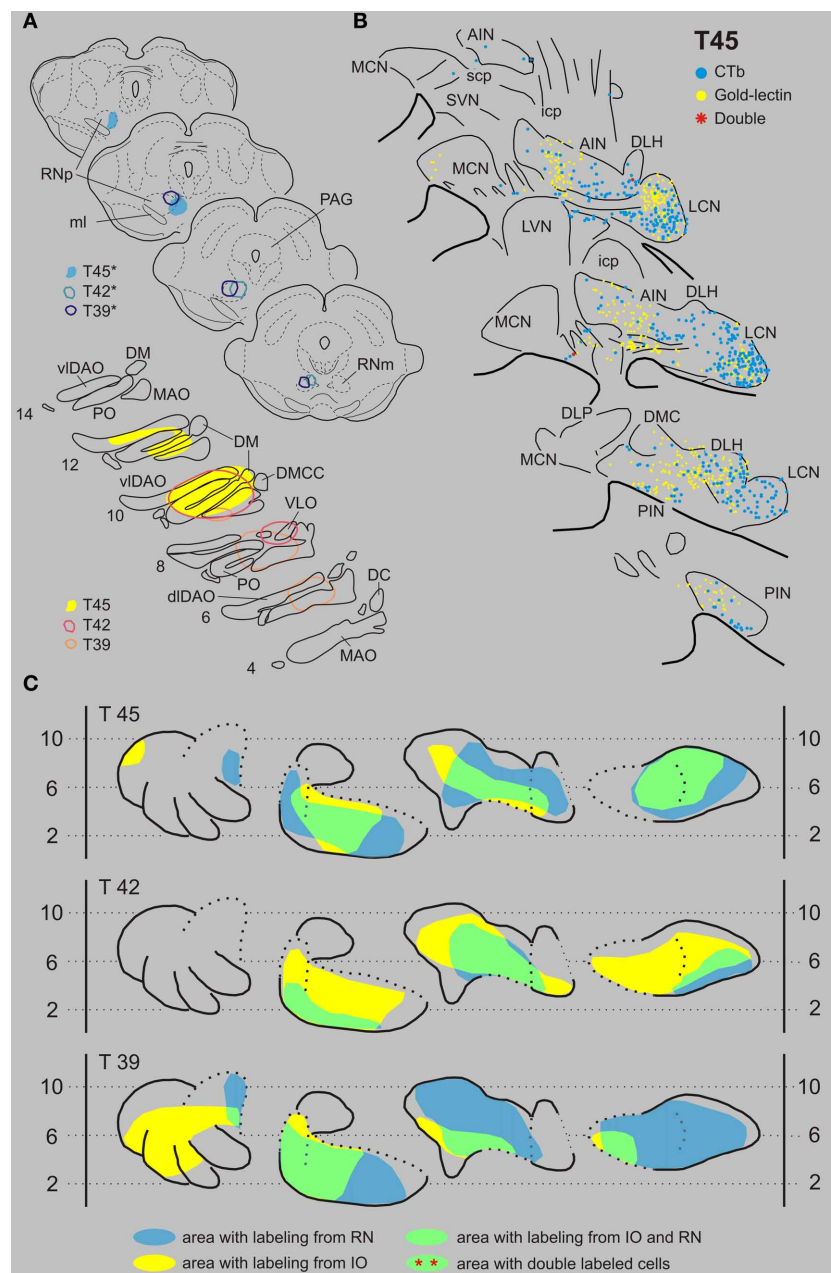 A
B
T45
CTb
Gold-lectin
Double
AIN
MCN
scp
SVN
icp
AIN
DLH
MCN
LCN
LVN
icp
AIN
DLH
MCN
LCN
DLP
DMC
DLH
MCN
LCN
PIN
PIN
RNp
ml
PAG
T45*
T42*
T39*
RNm
vlDAO
DM
MAO
PO
14
DM
12
DMCC
vlDAO
10
VLO
8
PO
DC
dlDAO
6
T45
T42
T39
4
MAO
C
T 45
10 10
6 6
2 2
T 42
10 10
6 6
2 2
T 39
10 10
6 6
2 2
area with labeling from RN
area with labeling from IO and RN
area with labeling from IO
** area with double labeled cells